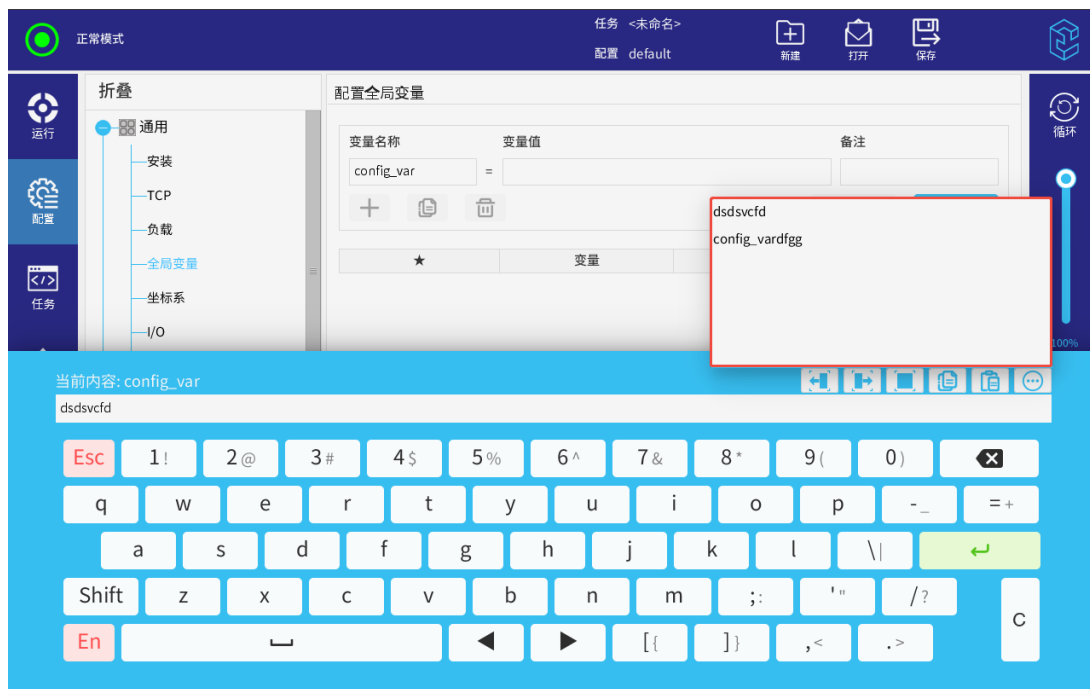 正常模式
任务 <未命名>
配置 default
新建
打开
保存
运行
配置
任务
折叠
通用
安装
TCP
负载
全局变量
坐标系
I/O
配置全局变量
变量名称
变量值
备注
config_var
=
★
变量
循环
100%
dsdsvcfd
config_vardfgg
当前内容: config_var
dsdsvcfd
Esc 1! 2@ 3# 4$ 5% 6^ 7& 8* 9( 0)
q w e r t y u i o p -_ =+
a s d f g h j k l \|
Shift z x c v b n m ;: '" /?
C
En [{ ]} ,< .>